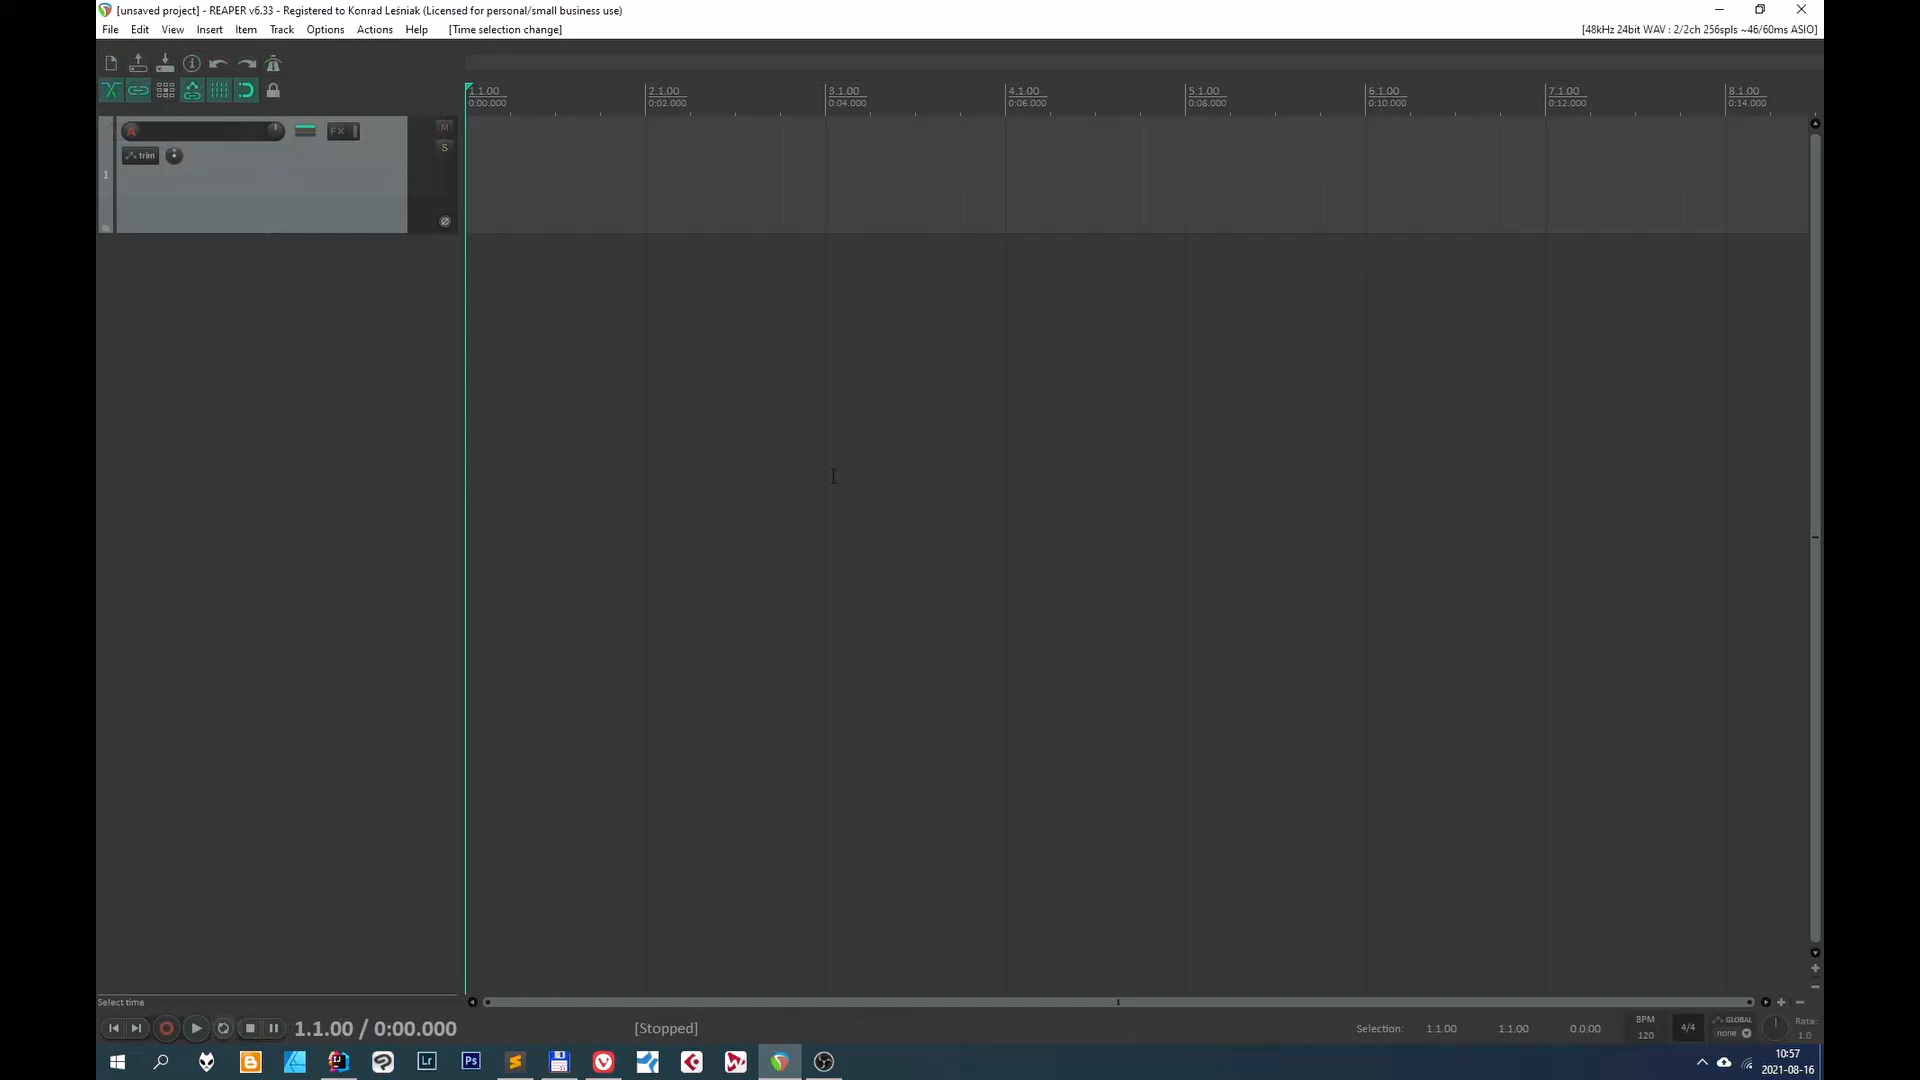 [unsaved project] - REAPER v6.33 - Registered to Konrad Leśniak (Licensed for personal/small business use)
File Edit View Insert Item Track Options Actions Help [Time selection change] [48kHz 24bit WAV : 2/2ch 256spls ~46/60ms ASIO]
1.1.00 2.1.00 3.1.00 4.1.00 5.1.00 6.1.00 7.1.00 8.1.00
0:00.000 0:02.000 0:04.000 0:06.000 0:08.000 0:10.000 0:12.000 0:14.000
FX M
S
trim
1
Select time
1.1.00 / 0:00.000 [Stopped] Selection: 1.1.00 1.1.00 0.0.00 BPM 120 4/4 GLOBAL none Rate: 1.0
Lr Ps
10:57
2021-08-16